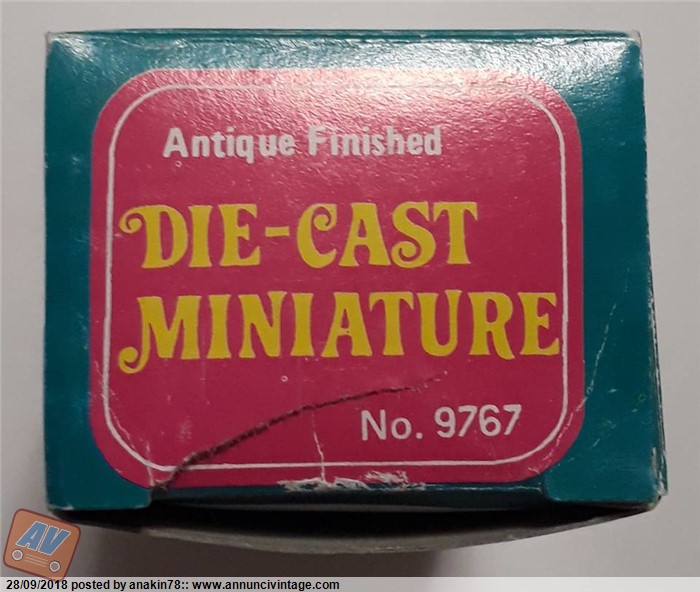 Antique Finished
DIE-CAST
MINIATURE
No. 9767
AV
28/09/2018 posted by anakin78:: www.annuncivintage.com